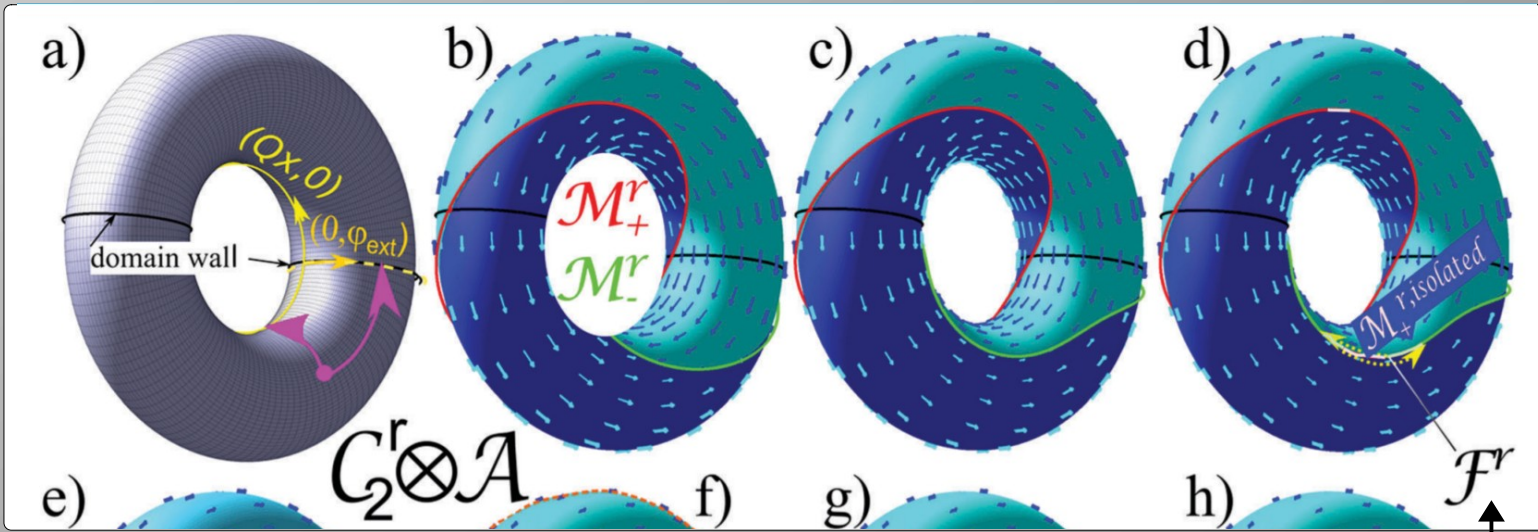 a)
b)
c)
d)
(Qx, 0)
(0,φext)
domain wall
ℳ₊ʳ
ℳ₋ʳ
ℳ₊ʳ,isolated
ℱʳ
𝒞₂ʳ⊗𝒜
e)
f)
g)
h)